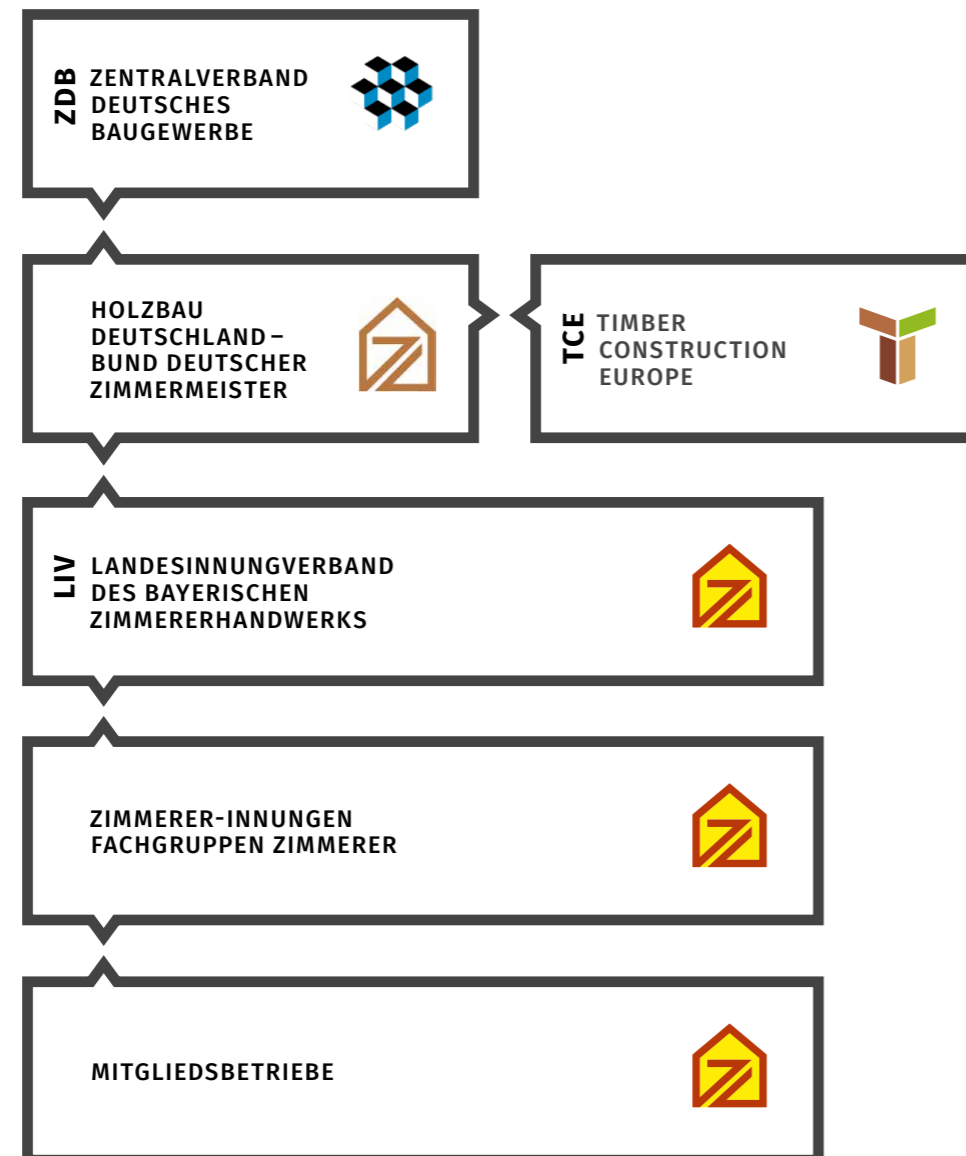 ZDB
ZENTRALVERBAND
DEUTSCHES
BAUGEWERBE
HOLZBAU
DEUTSCHLAND –
BUND DEUTSCHER
ZIMMERMEISTER
TCE
TIMBER
CONSTRUCTION
EUROPE
LIV
LANDESINNUNGVERBAND
DES BAYERISCHEN
ZIMMERERHANDWERKS
ZIMMERER-INNUNGEN
FACHGRUPPEN ZIMMERER
MITGLIEDSBETRIEBE